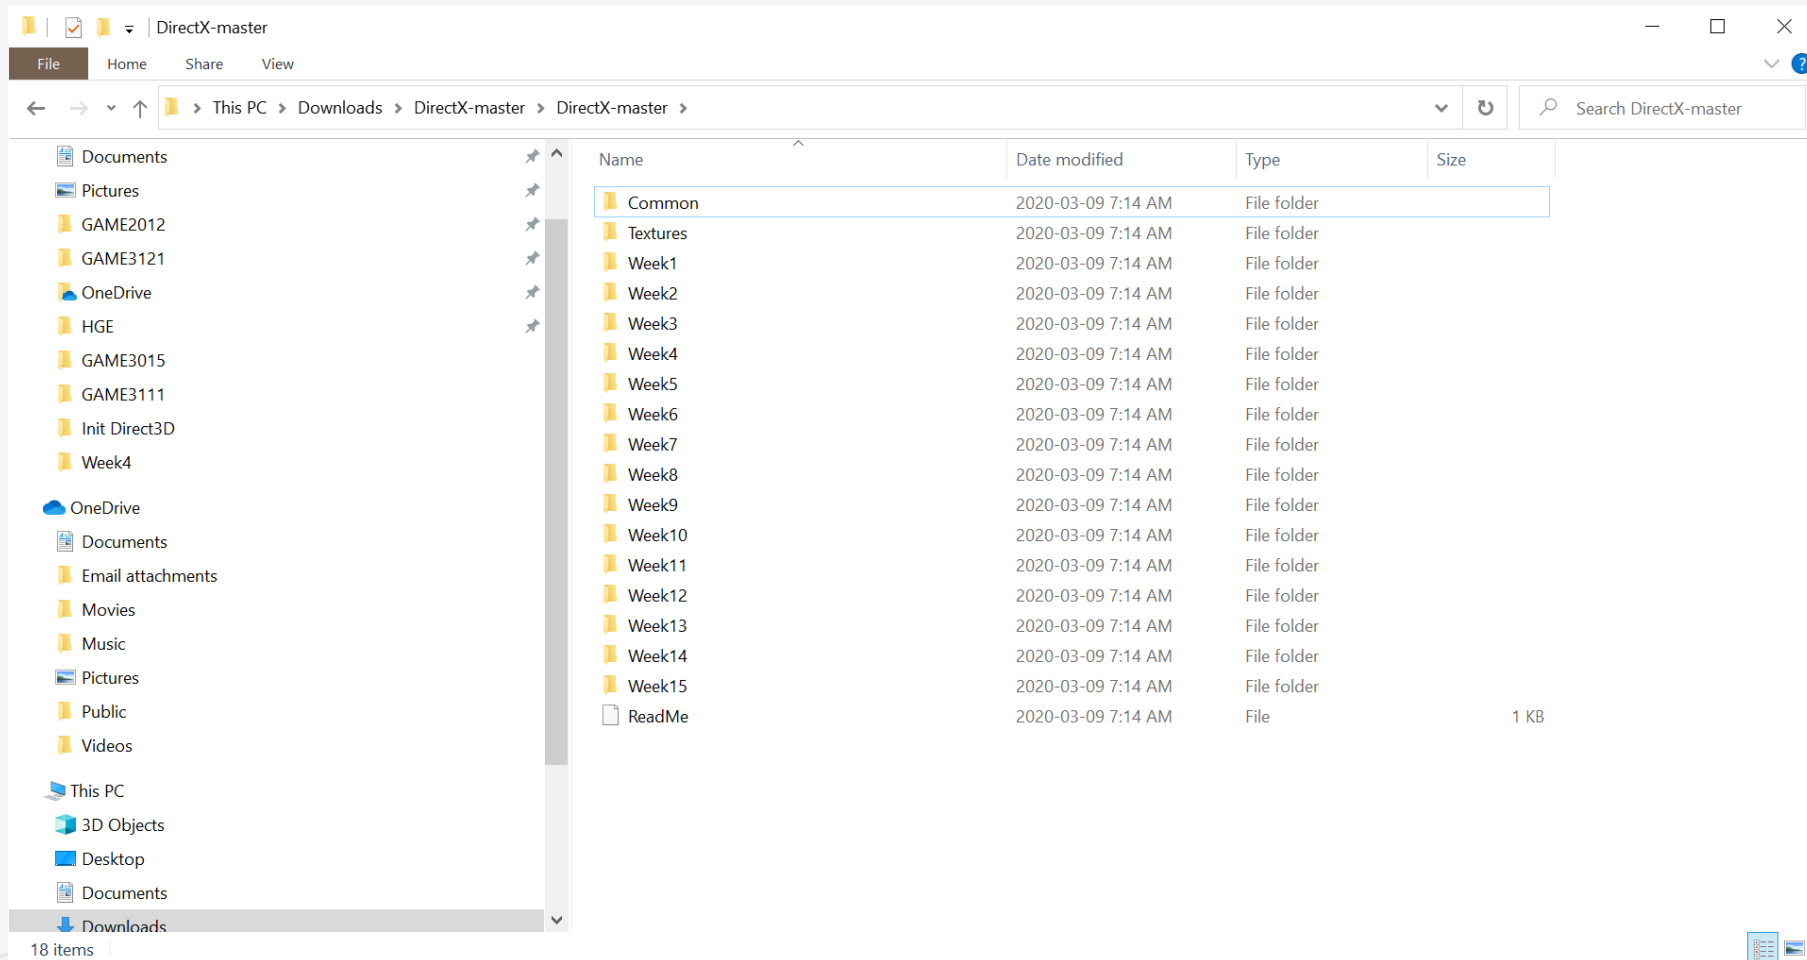 DirectX-master
File Home Share View ?
This PC Downloads DirectX-master DirectX-master Search DirectX-master
Documents
Pictures
GAME2012
GAME3121
OneDrive
HGE
GAME3015
GAME3111
Init Direct3D
Week4
OneDrive
Documents
Email attachments
Movies
Music
Pictures
Public
Videos
This PC
3D Objects
Desktop
Documents
Downloads
Name Date modified Type Size
Common 2020-03-09 7:14 AM File folder
Textures 2020-03-09 7:14 AM File folder
Week1 2020-03-09 7:14 AM File folder
Week2 2020-03-09 7:14 AM File folder
Week3 2020-03-09 7:14 AM File folder
Week4 2020-03-09 7:14 AM File folder
Week5 2020-03-09 7:14 AM File folder
Week6 2020-03-09 7:14 AM File folder
Week7 2020-03-09 7:14 AM File folder
Week8 2020-03-09 7:14 AM File folder
Week9 2020-03-09 7:14 AM File folder
Week10 2020-03-09 7:14 AM File folder
Week11 2020-03-09 7:14 AM File folder
Week12 2020-03-09 7:14 AM File folder
Week13 2020-03-09 7:14 AM File folder
Week14 2020-03-09 7:14 AM File folder
Week15 2020-03-09 7:14 AM File folder
ReadMe 2020-03-09 7:14 AM File 1 KB
18 items